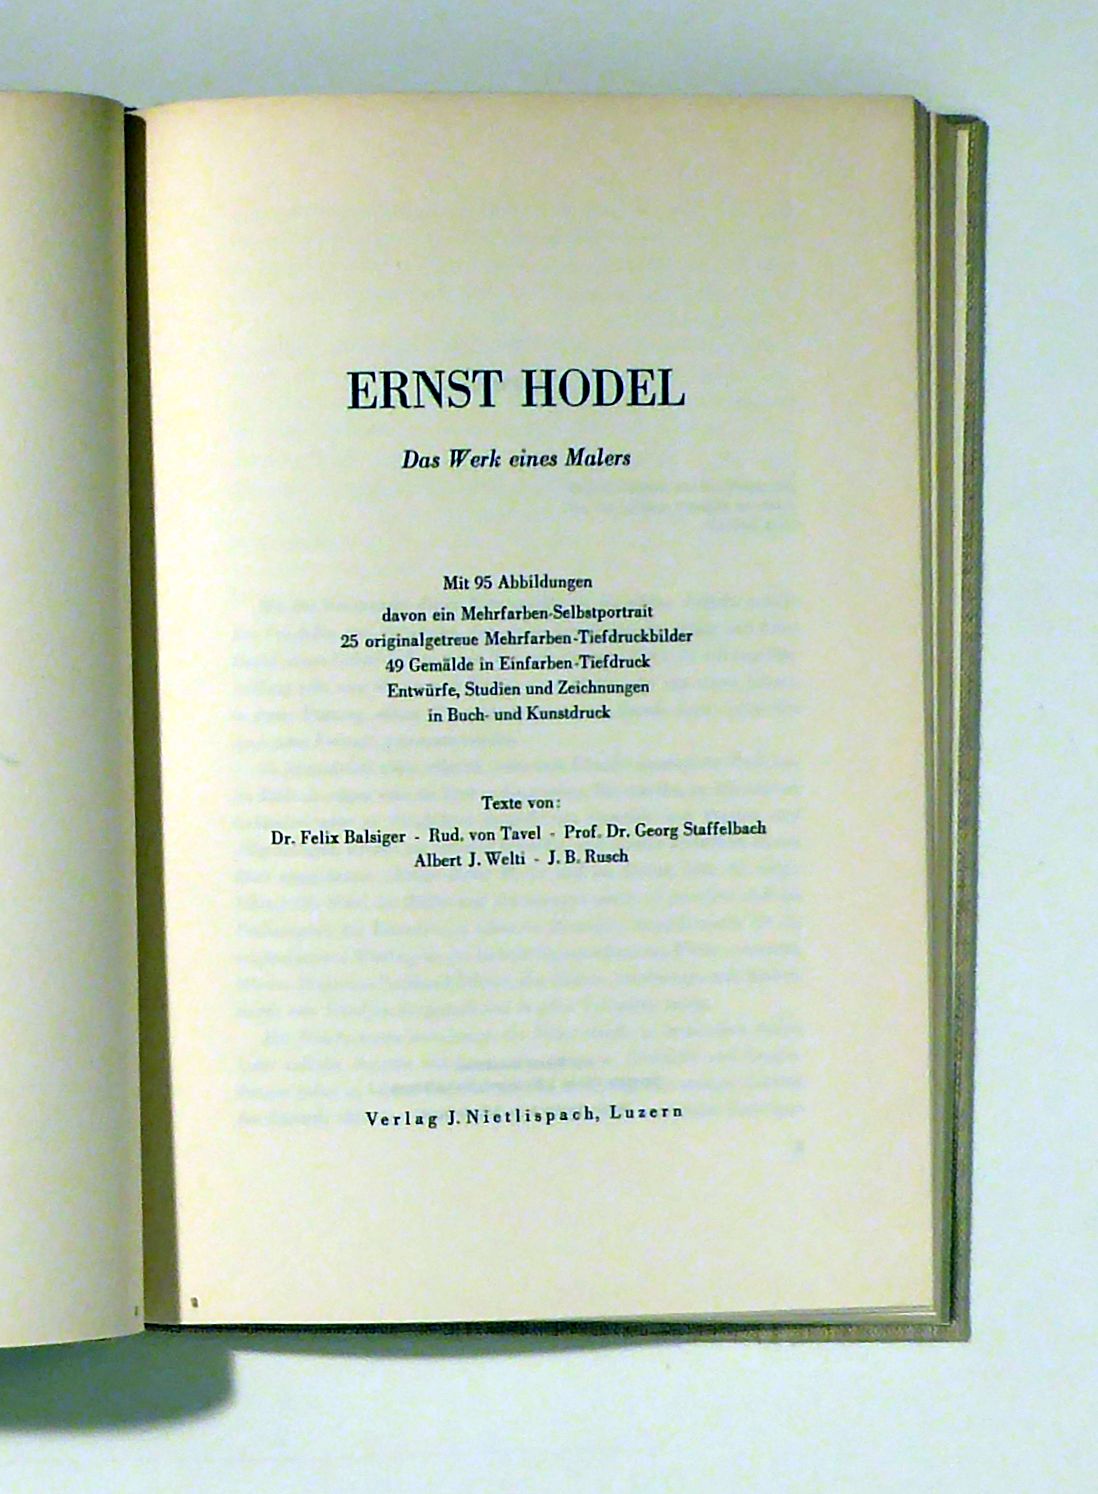 ERNST HODEL
Das Werk eines Malers
Mit 95 Abbildungen
davon ein Mehrfarben-Selbstportrait
25 originalgetreue Mehrfarben-Tiefdruckbilder
49 Gemälde in Einfarben-Tiefdruck
Entwürfe, Studien und Zeichnungen
in Buch- und Kunstdruck
Texte von:
Dr. Felix Balsiger - Rud. von Tavel - Prof. Dr. Georg Staffelbach
Albert J. Welti - J. B. Rusch
Verlag J. Nietlispach, Luzern